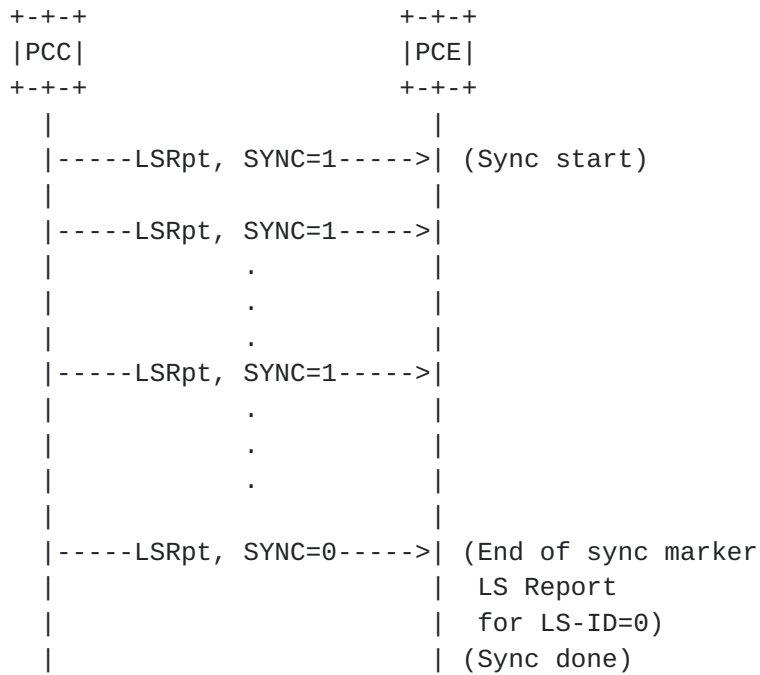 +-+-+                    +-+-+
|PCC|                    |PCE|
+-+-+                    +-+-+
  |                        |
  |-----LSRpt, SYNC=1----->| (Sync start)
  |                        |
  |-----LSRpt, SYNC=1----->|
  |            .           |
  |            .           |
  |            .           |
  |-----LSRpt, SYNC=1----->|
  |            .           |
  |            .           |
  |            .           |
  |                        |
  |-----LSRpt, SYNC=0----->| (End of sync marker
  |                        |  LS Report
  |                        |  for LS-ID=0)
  |                        | (Sync done)